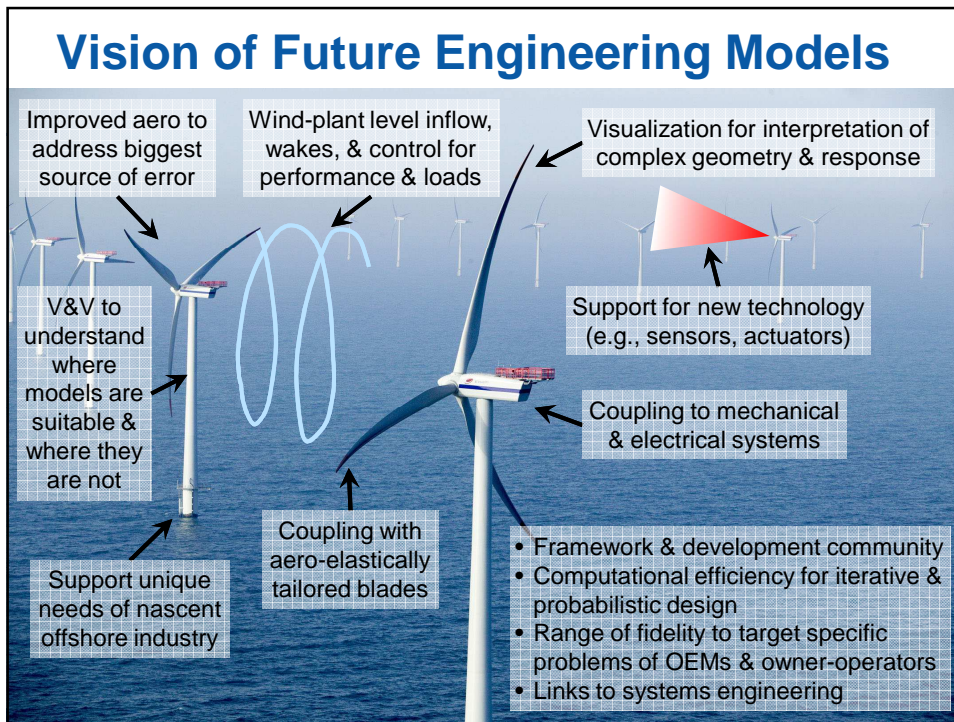 Vision of Future Engineering Models
Improved aero to
address biggest
source of error
Wind-plant level inflow,
wakes, & control for
performance & loads
Visualization for interpretation of
complex geometry & response
V&V to
understand
where
models are
suitable &
where they
are not
Support for new technology
(e.g., sensors, actuators)
Coupling to mechanical
& electrical systems
Coupling with
aero-elastically
tailored blades
Support unique
needs of nascent
offshore industry
• Framework & development community
• Computational efficiency for iterative &
probabilistic design
• Range of fidelity to target specific
problems of OEMs & owner-operators
• Links to systems engineering